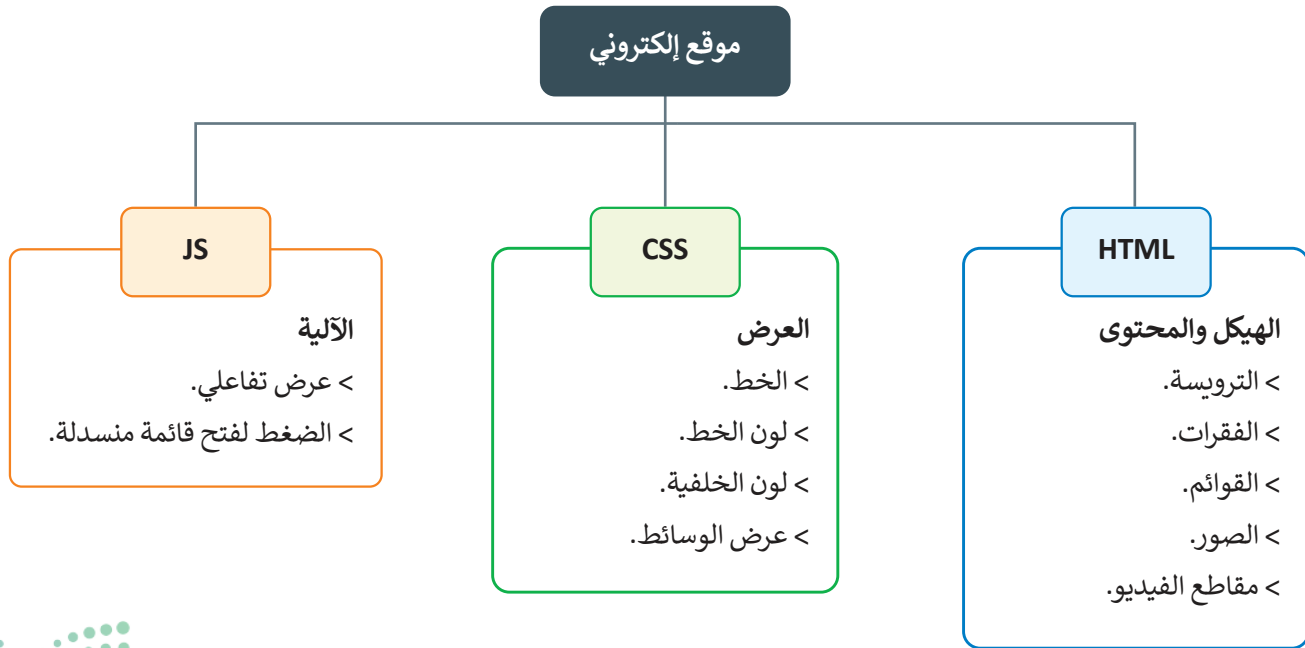 موقع إلكتروني
HTML
الهيكل والمحتوى
> الترويسة.
> الفقرات.
> القوائم.
> الصور.
> مقاطع الفيديو.
CSS
العرض
> الخط.
> لون الخط.
> لون الخلفية.
> عرض الوسائط.
JS
الآلية
> عرض تفاعلي.
> الضغط لفتح قائمة منسدلة.